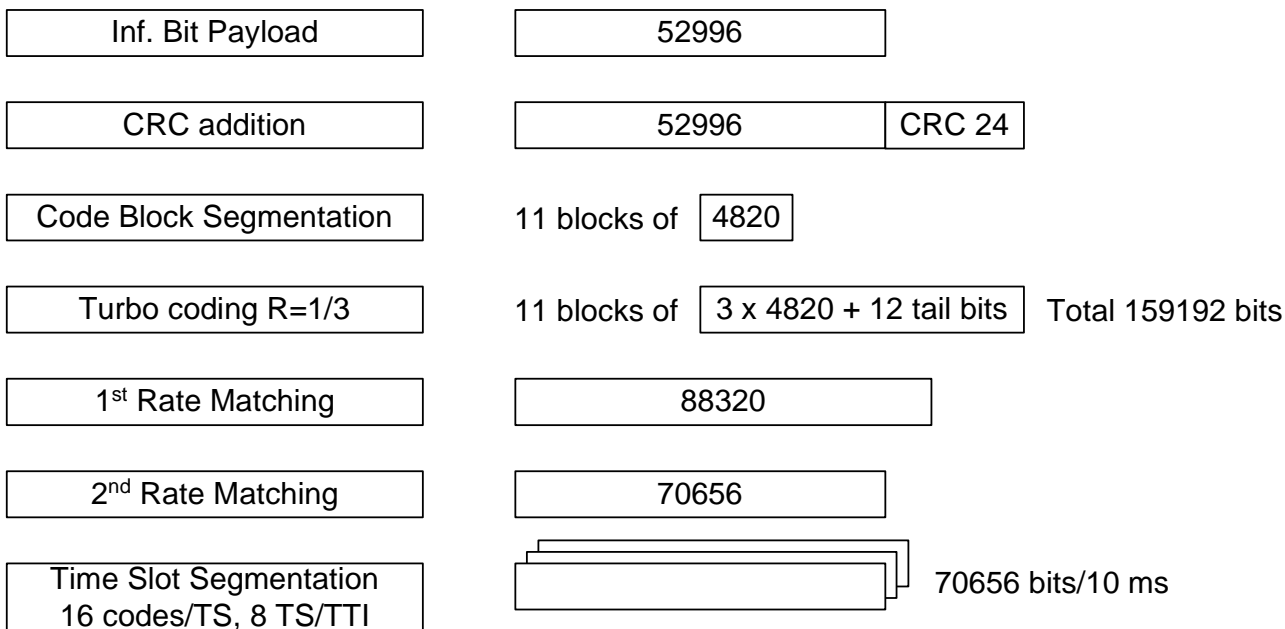 Inf. Bit Payload 52996
CRC addition 52996 CRC 24
Code Block Segmentation 11 blocks of 4820
Turbo coding R=1/3 11 blocks of 3 x 4820 + 12 tail bits Total 159192 bits
1st Rate Matching 88320
2nd Rate Matching 70656
Time Slot Segmentation
16 codes/TS, 8 TS/TTI
70656 bits/10 ms